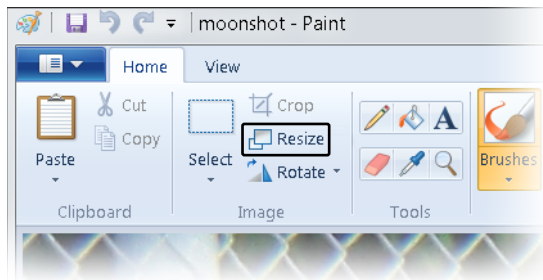 moonshot - Paint
Home View
Cut
Copy
Paste
Clipboard
Select
Crop
Resize
Rotate
Image
A
Tools
Brushes